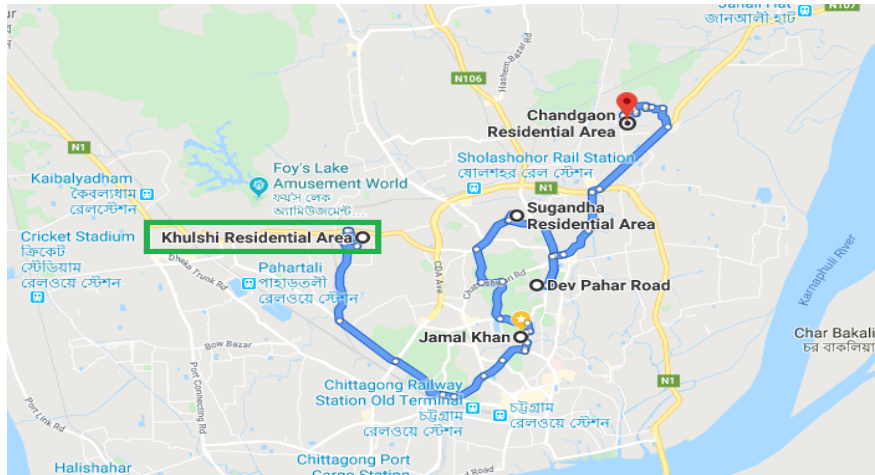 জানআলী হাট
N107
N106
Hashem Bazar Rd
Chandgaon
Residential Area
N1
Kaibalyadham
কৈবল্যধাম
রেলস্টেশন
Foy's Lake
Amusement World
ফয়'স লেক
অ্যামিউজমেন্ট...
Sholashohor Rail Station
ষোলশহর রেল স্টেশন
N1
Sugandha
Residential Area
Cricket Stadium
ক্রিকেট
স্টেডিয়াম
রেলওয়ে স্টেশন
Khulshi Residential Area
Dhaka Trunk Rd
Pahartali
পাহাড়তলী
রেলওয়ে স্টেশন
CDA Ave
Dev Pahar Road
Karnaphuli River
Jamal Khan
Char Bakali
চর বাকলিয়া
Bow Bazar
Port Connecting Rd
Chittagong Railway
Station Old Terminal
চট্টগ্রাম
রেলওয়ে স্টেশন
চট্টগ্রাম
রেলওয়ে স্টেশন
N1
Port Link Rd
Halishahar
Chittagong Port
Road